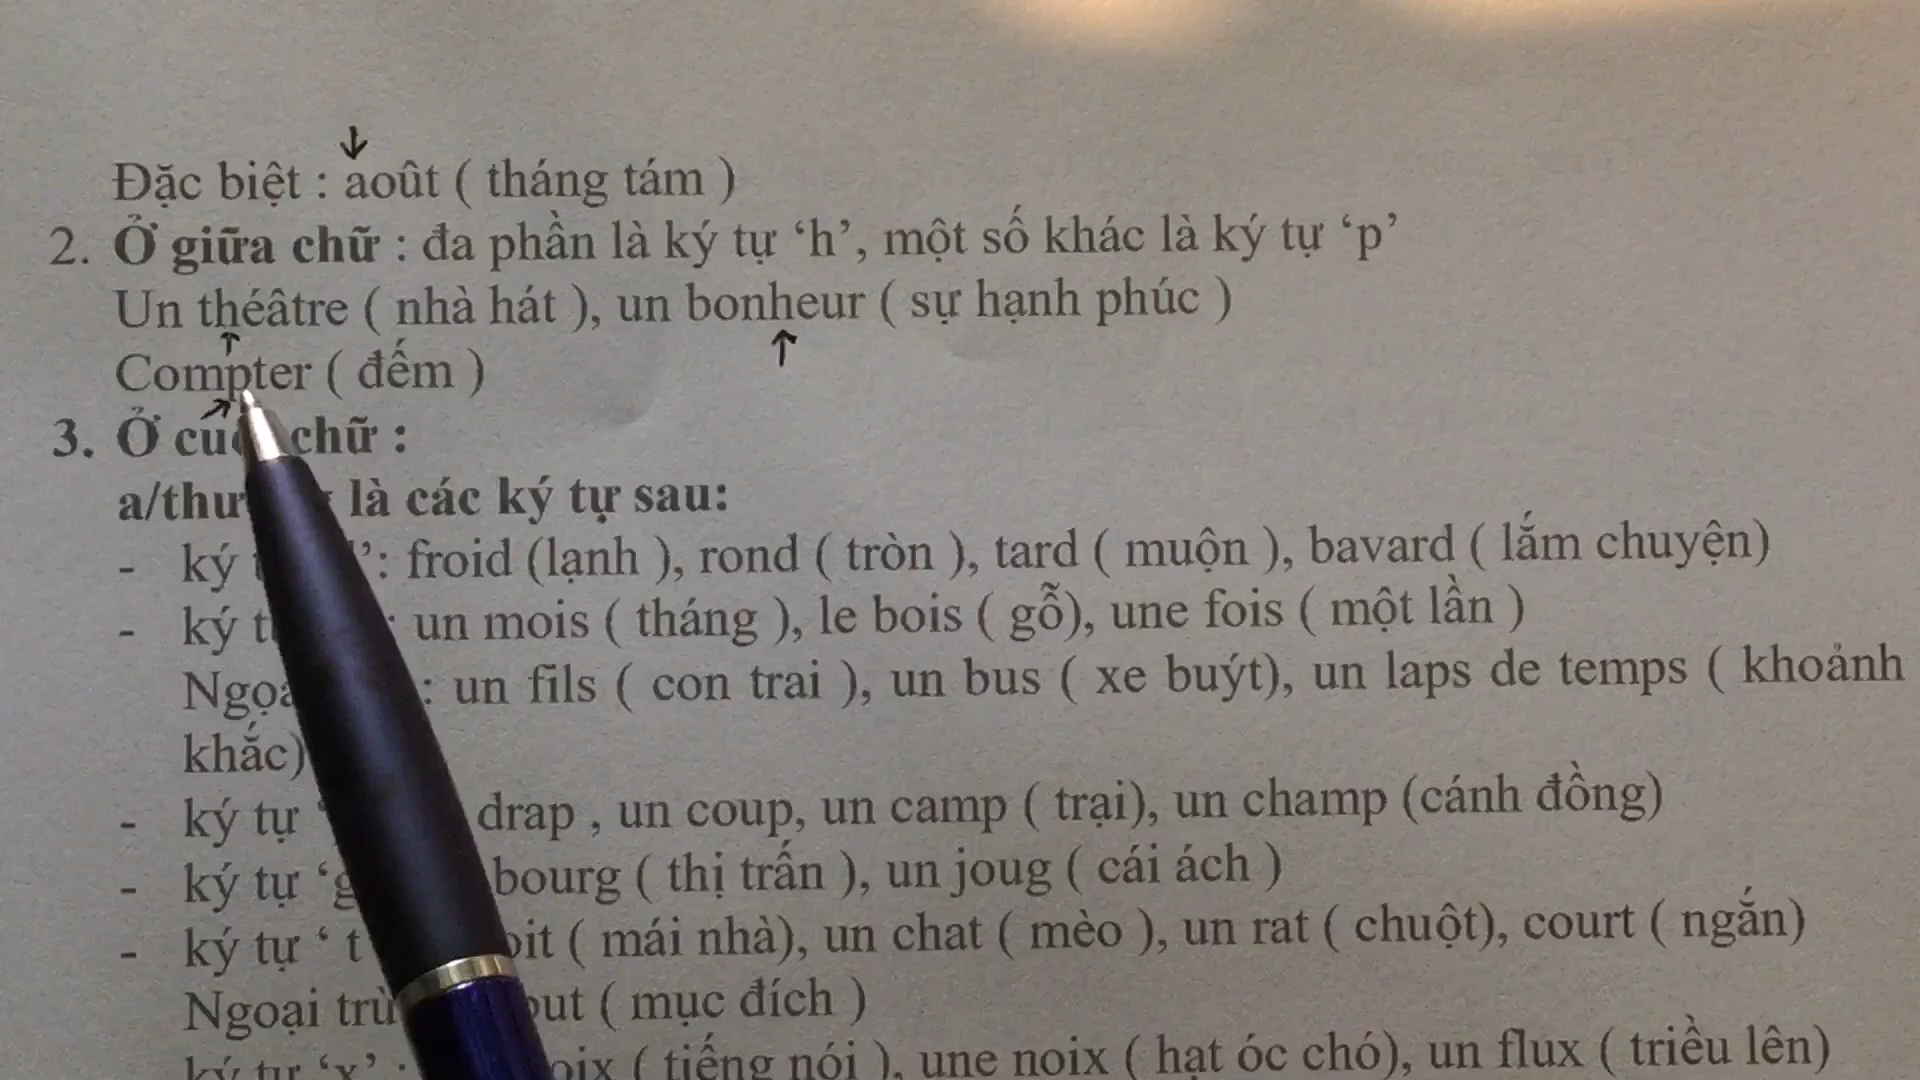 Đặc biệt : août ( tháng tám )
2. Ở giữa chữ : đa phần là ký tự ‘h’, một số khác là ký tự ‘p’
Un théâtre ( nhà hát ), un bonheur ( sự hạnh phúc )
Compter ( đếm )
3. Ở chữ :
là các ký tự sau:
- ký ’: froid (lạnh ), rond ( tròn ), tard ( muộn ), bavard ( lắm chuyện)
- ký : un mois ( tháng ), le bois ( gỗ), une fois ( một lần )
: un fils ( con trai ), un bus ( xe buýt), un laps de temps ( khoảnh
khắc)
- ký tự drap , un coup, un camp ( trại), un champ (cánh đồng)
- ký tự ‘g bourg ( thị trấn ), un joug ( cái ách )
- ký tự ‘ t ( mái nhà), un chat ( mèo ), un rat ( chuột), court ( ngắn)
Ngoại trừ ( mục đích )
ký tự ‘x’ : ( tiếng nói ), une noix ( hạt óc chó), un flux ( triều lên)